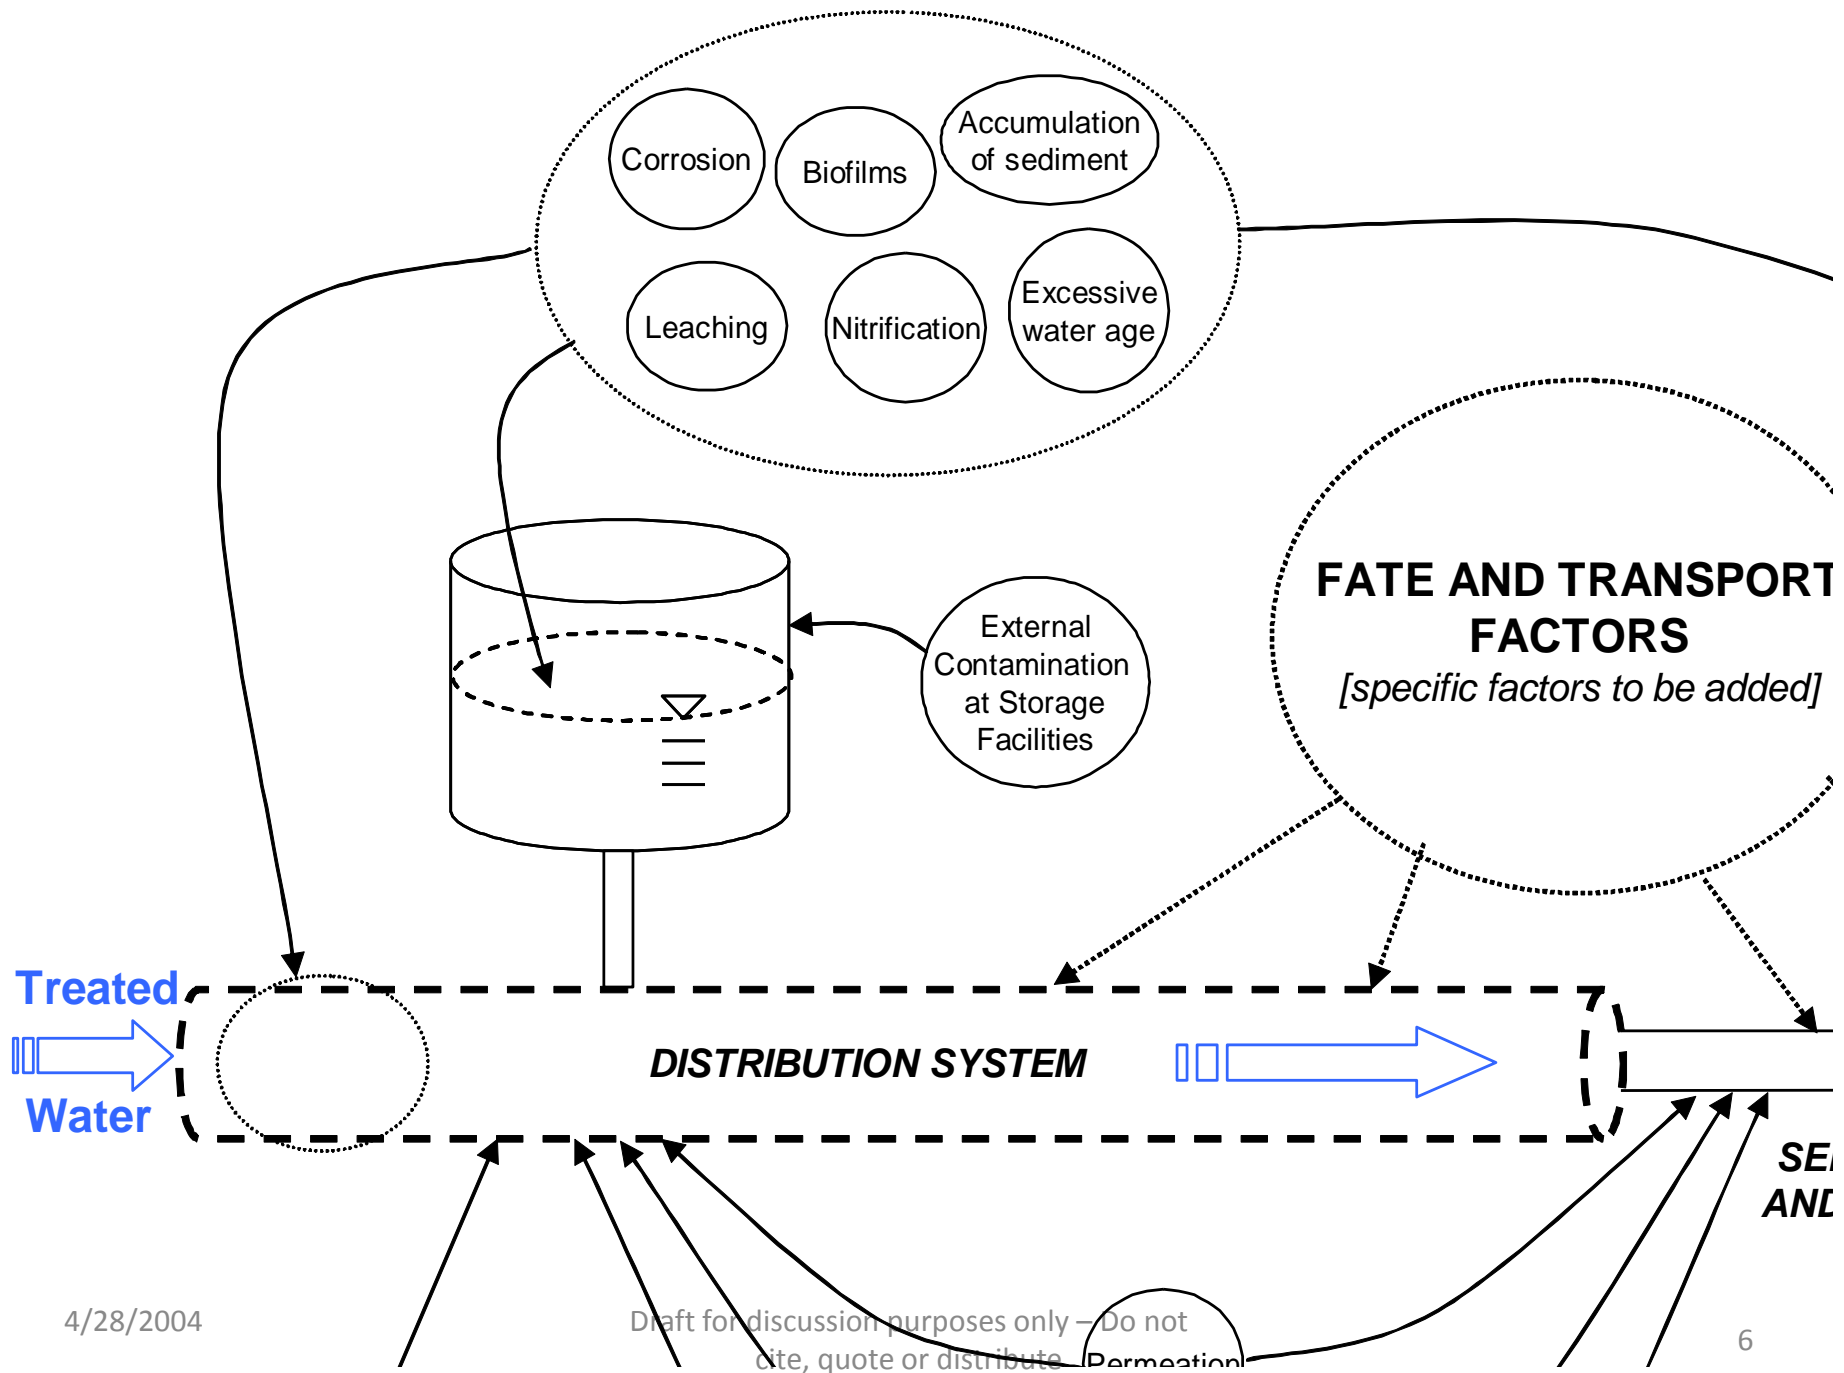 Corrosion
Biofilms
Accumulation
of sediment
Leaching
Nitrification
Excessive
water age
External
Contamination
at Storage
Facilities
FATE AND TRANSPORT
FACTORS
[specific factors to be added]
Treated
Water
DISTRIBUTION SYSTEM
AND
Permeation
4/28/2004
Draft for discussion purposes only – Do not
cite, quote or distribute
6